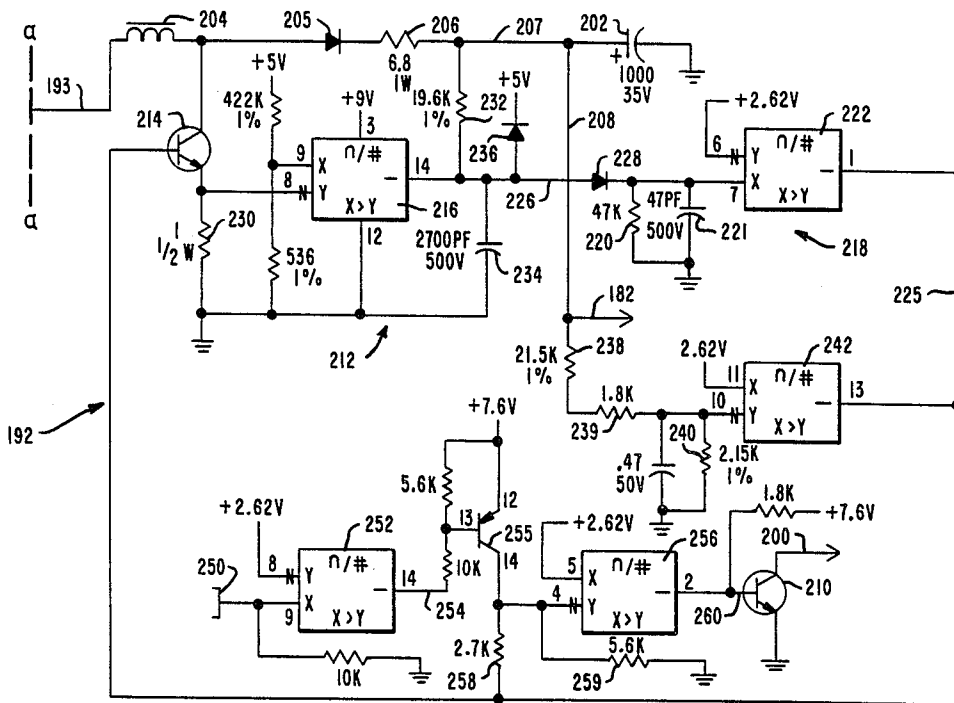 a
204
205
206
207
202
193
+5V
6.8
1W
+
1000
35V
422K
1%
+9V
3
19.6K
1%
232
+5V
208
+2.62V
222
214
236
6
N
Y
∩/#
1
9
X
∩/#
14
228
8
N
Y
X>Y
216
226
7
X
X>Y
230
12
47K
220
47PF
500V
221
218
1
1/2 W
536
1%
2700PF
500V
234
225
a
212
182
238
2.62V
242
21.5K
1%
11
X
∩/#
13
192
+7.6V
1.8K
10
N
Y
X>Y
239
240
2.15K
1%
5.6K
12
.47
50V
1.8K
+7.6V
+2.62V
252
13
255
+2.62V
256
200
250
8
N
Y
∩/#
14
10K
14
5
X
∩/#
2
210
9
X
X>Y
254
4
N
Y
X>Y
260
10K
2.7K
258
5.6K
259